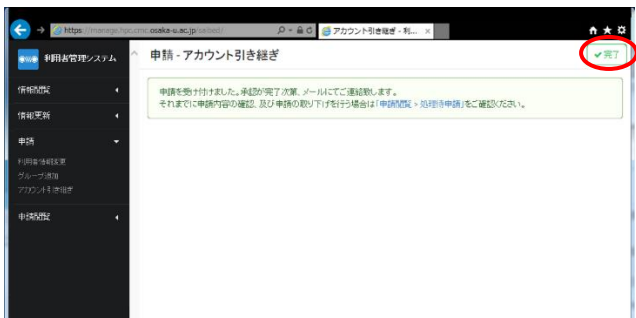 https://manage.hpc.cmc.osaka-u.ac.jp/saibed/
アカウント引き継ぎ - 利...
利用者管理システム
申請 - アカウント引き継ぎ
完了
情報閲覧
申請を受け付けました。承認が完了次第、メールにてご連絡致します。
それまでに申請内容の確認、及び申請の取り下げを行う場合は「申請閲覧 > 処理待申請」をご確認ください。
情報更新
申請
利用者情報変更
グループ追加
アカウント引き継ぎ
申請閲覧